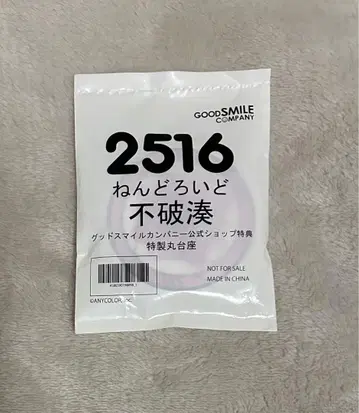 GOODSMILE
COMPANY
2516
ねんどろいど
不破湊
グッドスマイルカンパニー公式ショップ特典
特製丸台座
NOT FOR SALE
MADE IN CHINA
©ANYCOLOR, Inc.